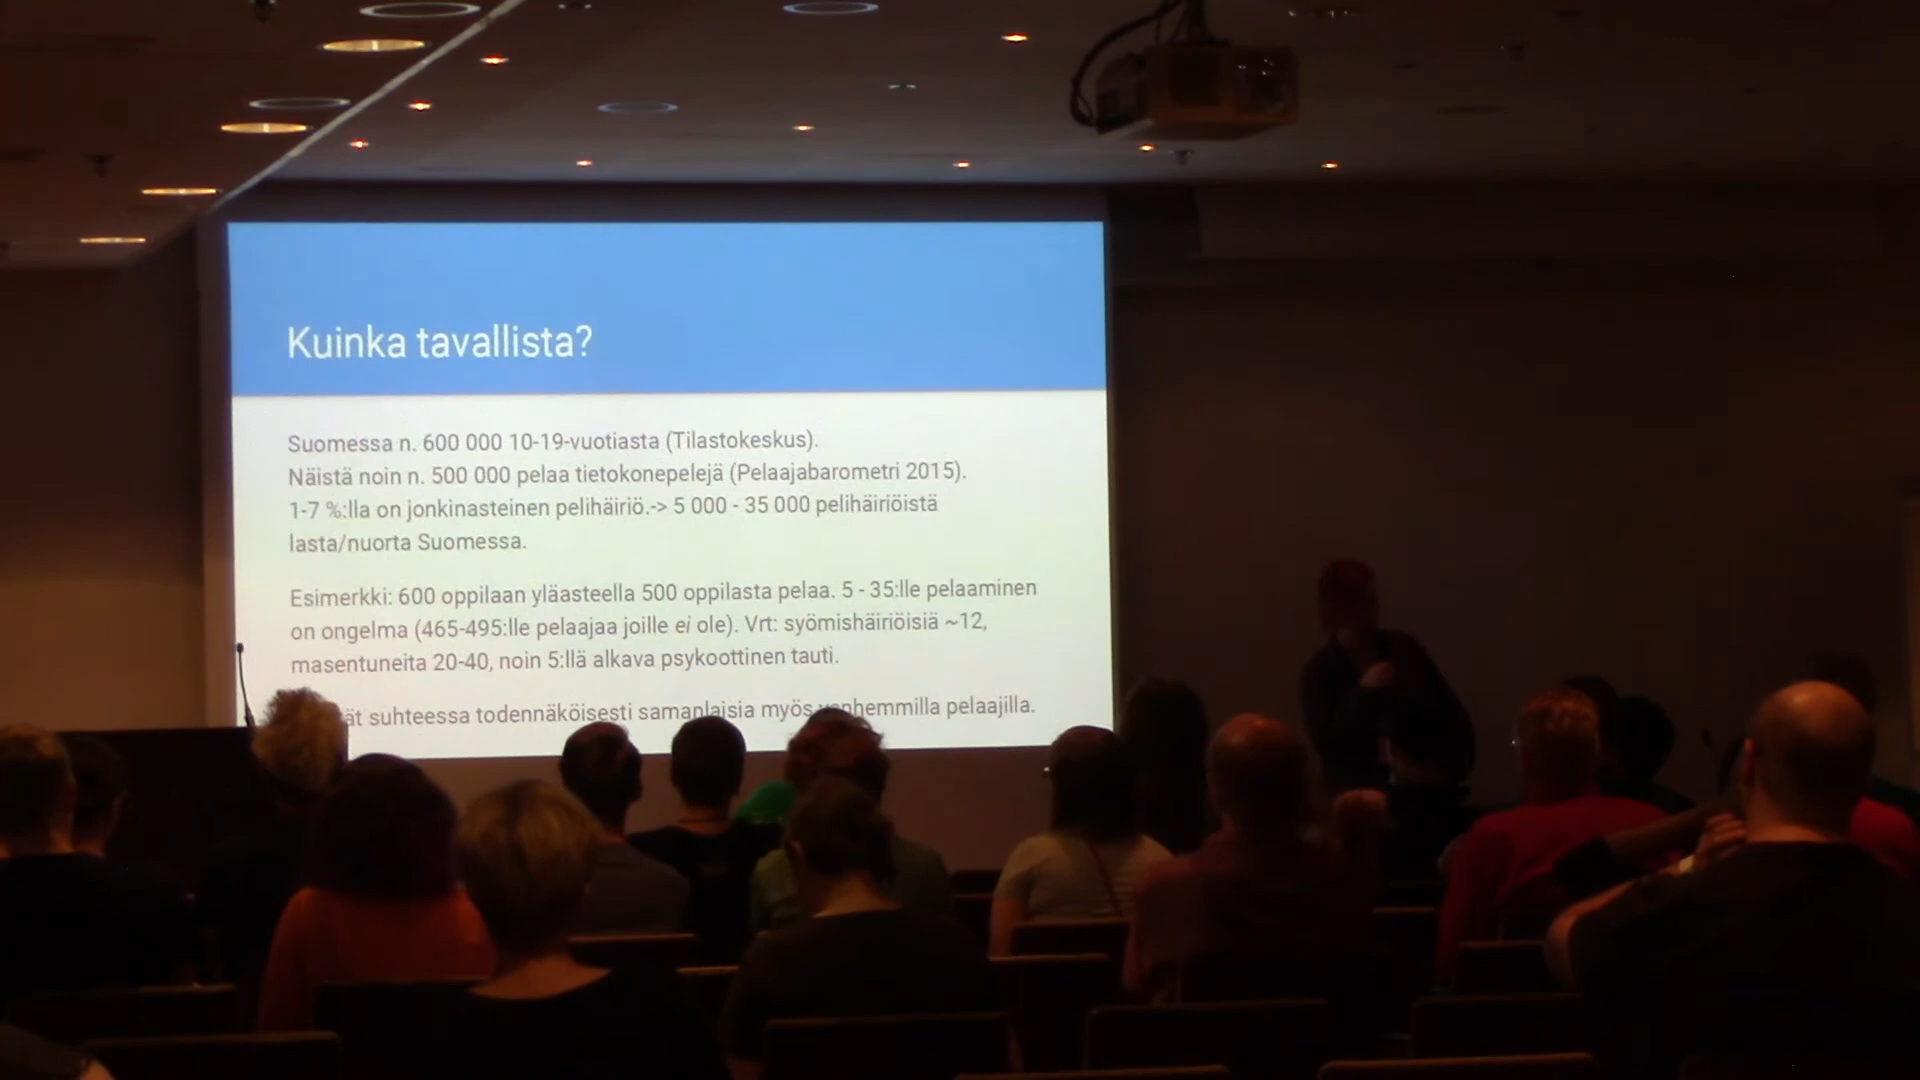 Kuinka tavallista?
Suomessa n. 600 000 10-19-vuotiasta (Tilastokeskus).
Näistä noin n. 500 000 pelaa tietokonepelejä (Pelaajabarometri 2015).
1-7 %:lla on jonkinasteinen pelihäiriö.-> 5 000 - 35 000 pelihäiriöistä
lasta/nuorta Suomessa.
Esimerkki: 600 oppilaan yläasteella 500 oppilasta pelaa. 5 - 35:lle pelaaminen
on ongelma (465-495:lle pelaajaa joille ei ole). Vrt: syömishäiriöisiä ~12,
masentuneita 20-40, noin 5:llä alkava psykoottinen tauti.
suhteessa todennäköisesti samanlaisia myös vanhemmilla pelaajilla.